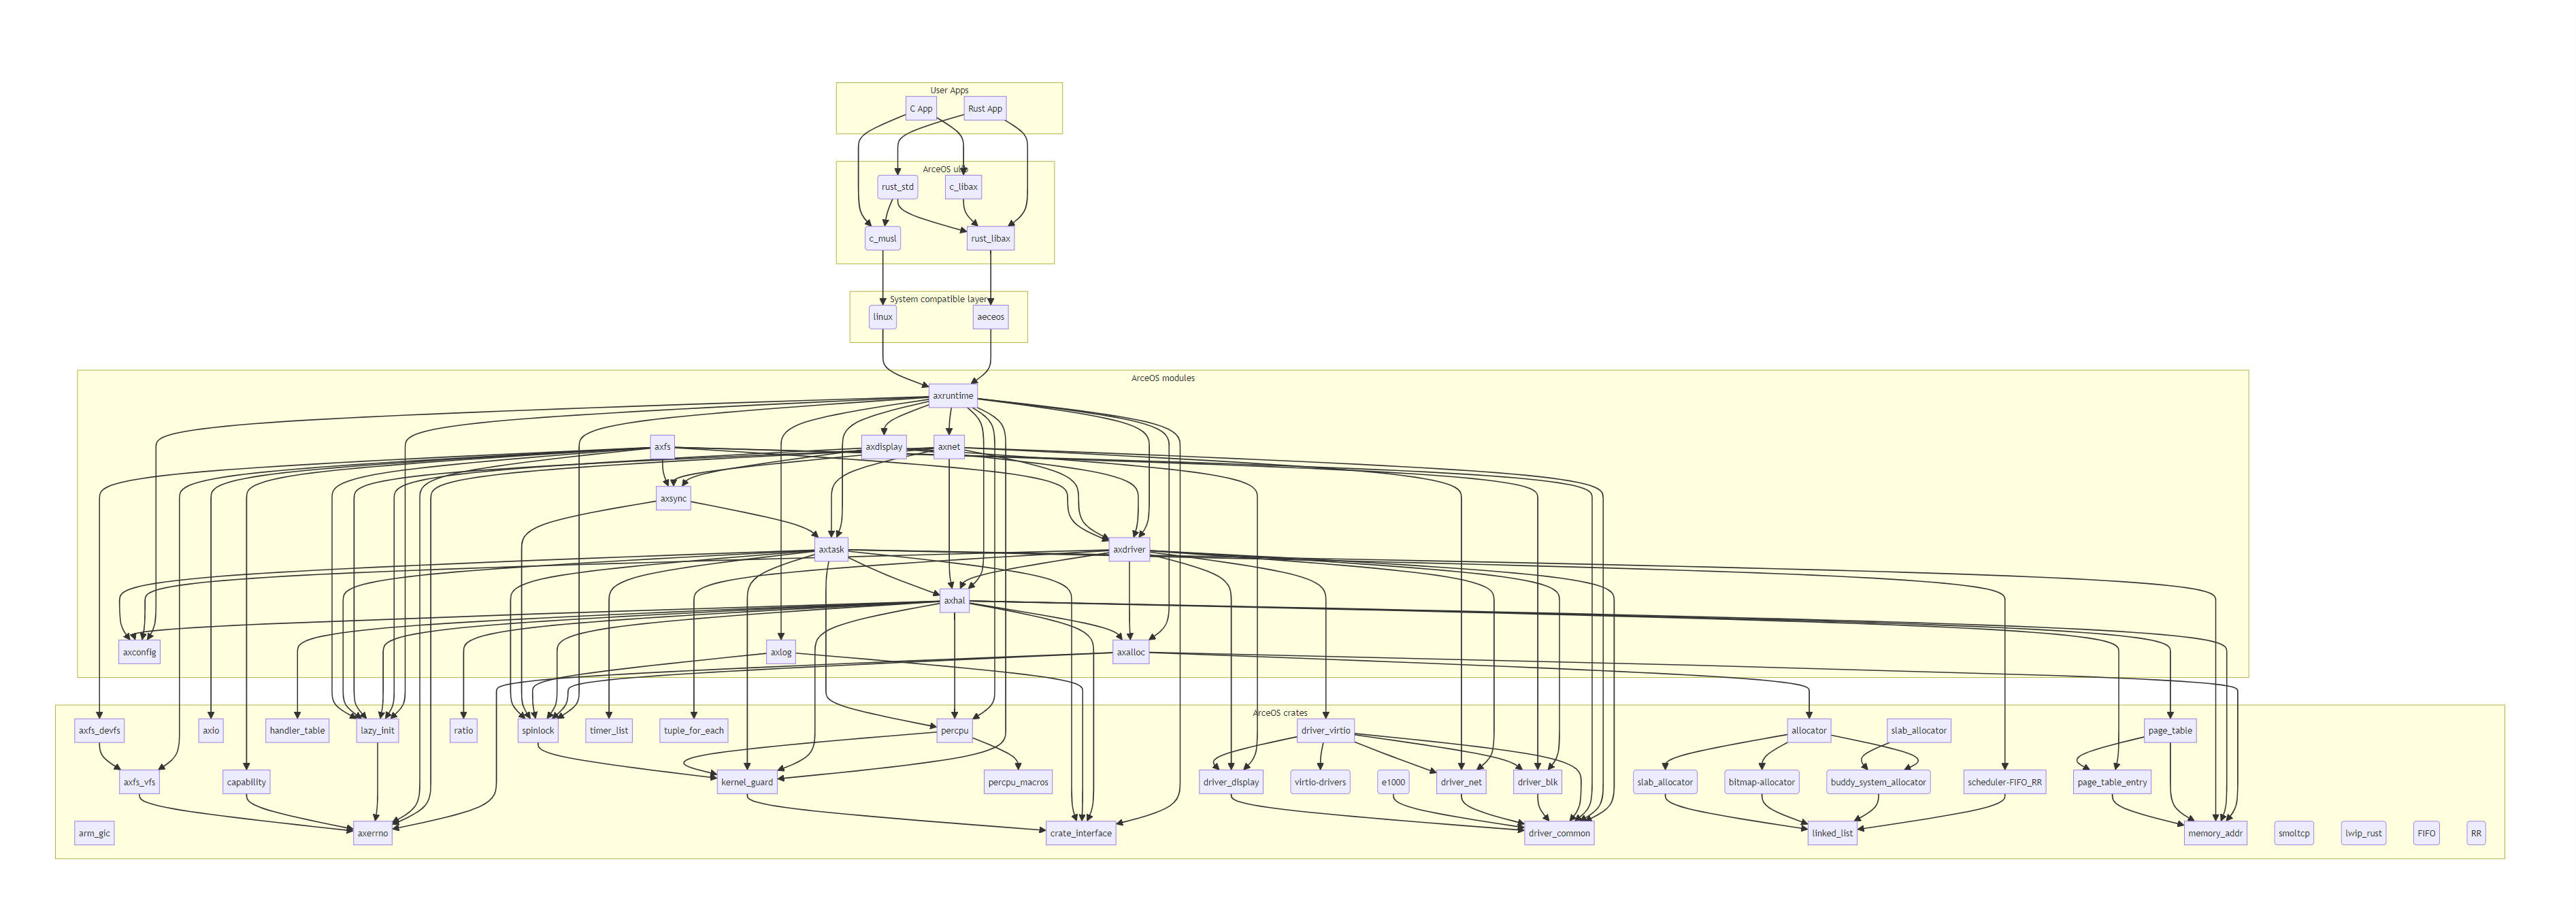 User Apps
C App
Rust App
ArceOS ul
rust_std
c_libax
c_musl
rust_libax
System compatible layer
linux
aeceos
ArceOS modules
axruntime
axfs
axdisplay
axnet
axsync
axtask
axdriver
axhal
axconfig
axlog
axalloc
ArceOS crates
axfs_devfs
axio
handler_table
lazy_init
ratio
spinlock
timer_list
tuple_for_each
percpu
driver_virtio
allocator
slab_allocator
page_table
axfs_vfs
capability
kernel_guard
percpu_macros
driver_display
virtio-drivers
e1000
driver_net
driver_blk
slab_allocator
bitmap-allocator
buddy_system_allocator
scheduler-FIFO_RR
page_table_entry
arm_gic
axerrno
crate_interface
driver_common
linked_list
memory_addr
smoltcp
lwip_rust
FIFO
RR